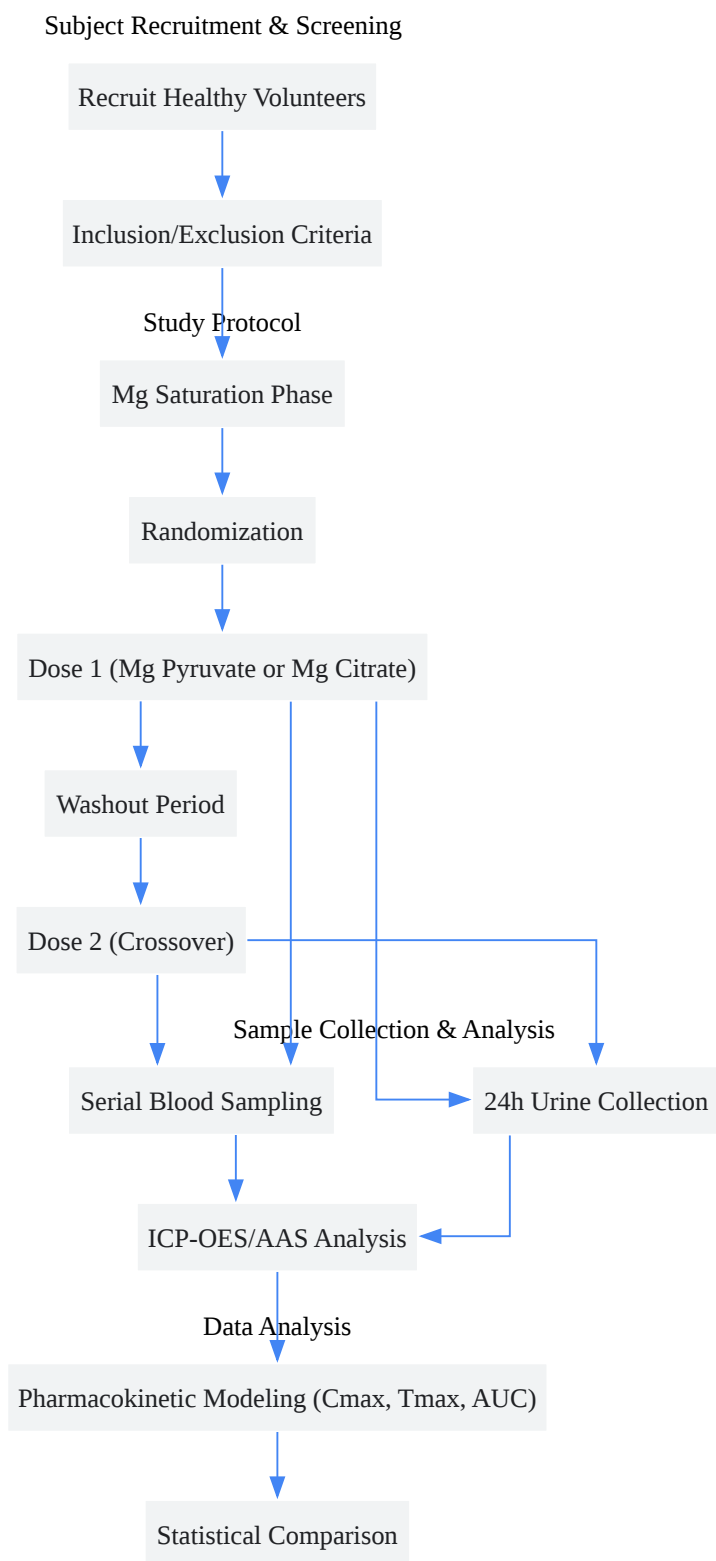 Subject Recruitment & Screening
Recruit Healthy Volunteers
Inclusion/Exclusion Criteria
Study Protocol
Mg Saturation Phase
Randomization
Dose 1 (Mg Pyruvate or Mg Citrate)
Washout Period
Dose 2 (Crossover)
Sample Collection & Analysis
Serial Blood Sampling
24h Urine Collection
ICP-OES/AAS Analysis
Data Analysis
Pharmacokinetic Modeling (Cmax, Tmax, AUC)
Statistical Comparison